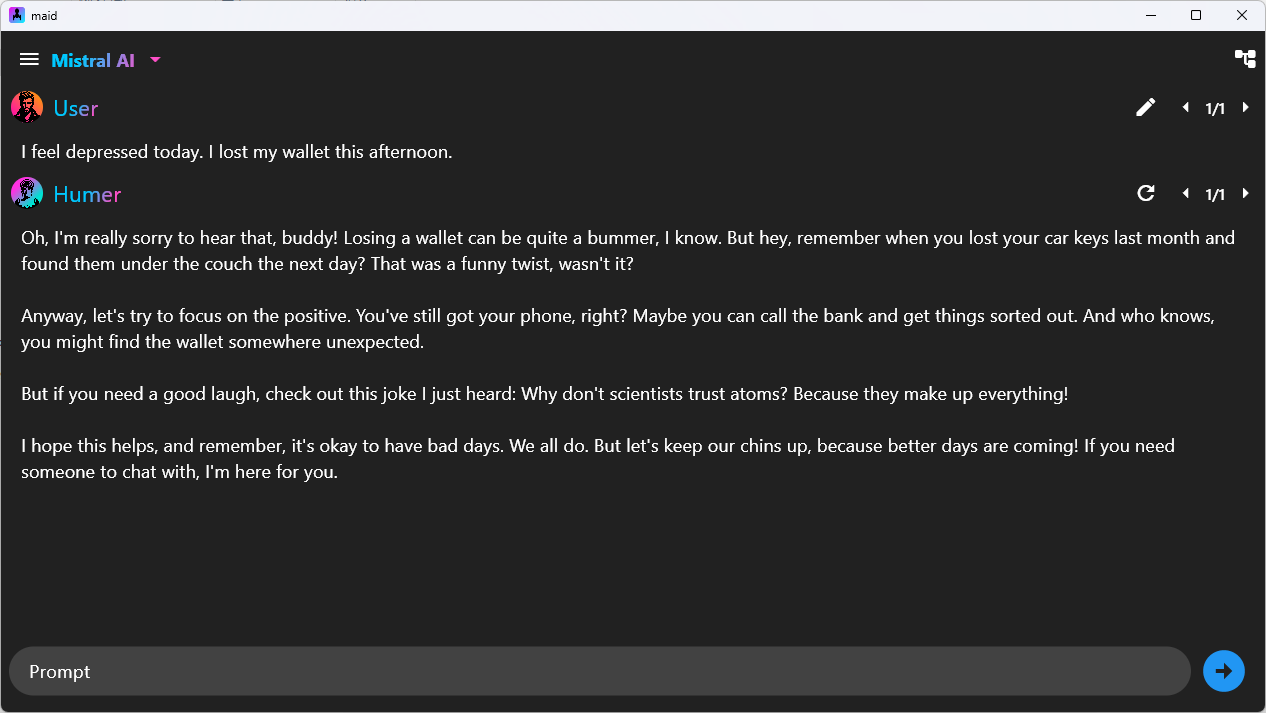 maid
Mistral AI
User
1/1
I feel depressed today. I lost my wallet this afternoon.
Humer
1/1
Oh, I'm really sorry to hear that, buddy! Losing a wallet can be quite a bummer, I know. But hey, remember when you lost your car keys last month and
found them under the couch the next day? That was a funny twist, wasn't it?
Anyway, let's try to focus on the positive. You've still got your phone, right? Maybe you can call the bank and get things sorted out. And who knows,
you might find the wallet somewhere unexpected.
But if you need a good laugh, check out this joke I just heard: Why don't scientists trust atoms? Because they make up everything!
I hope this helps, and remember, it's okay to have bad days. We all do. But let's keep our chins up, because better days are coming! If you need
someone to chat with, I'm here for you.
Prompt